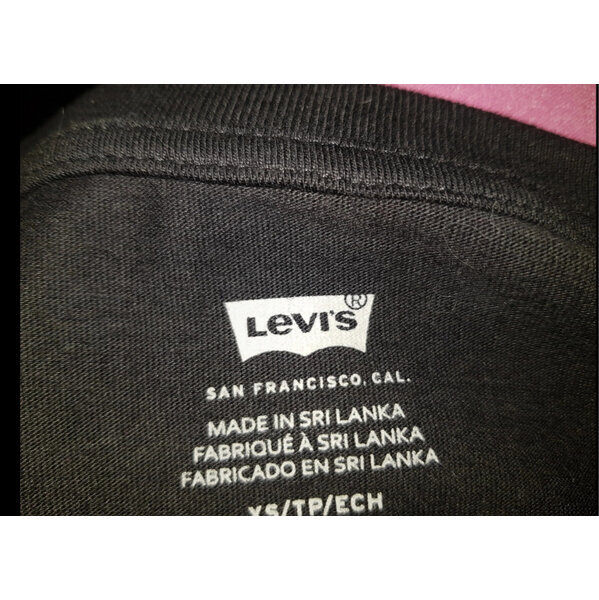 Levi's ®
SAN FRANCISCO, CAL.
MADE IN SRI LANKA
FABRIQUÉ À SRI LANKA
FABRICADO EN SRI LANKA
XS/TP/ECH